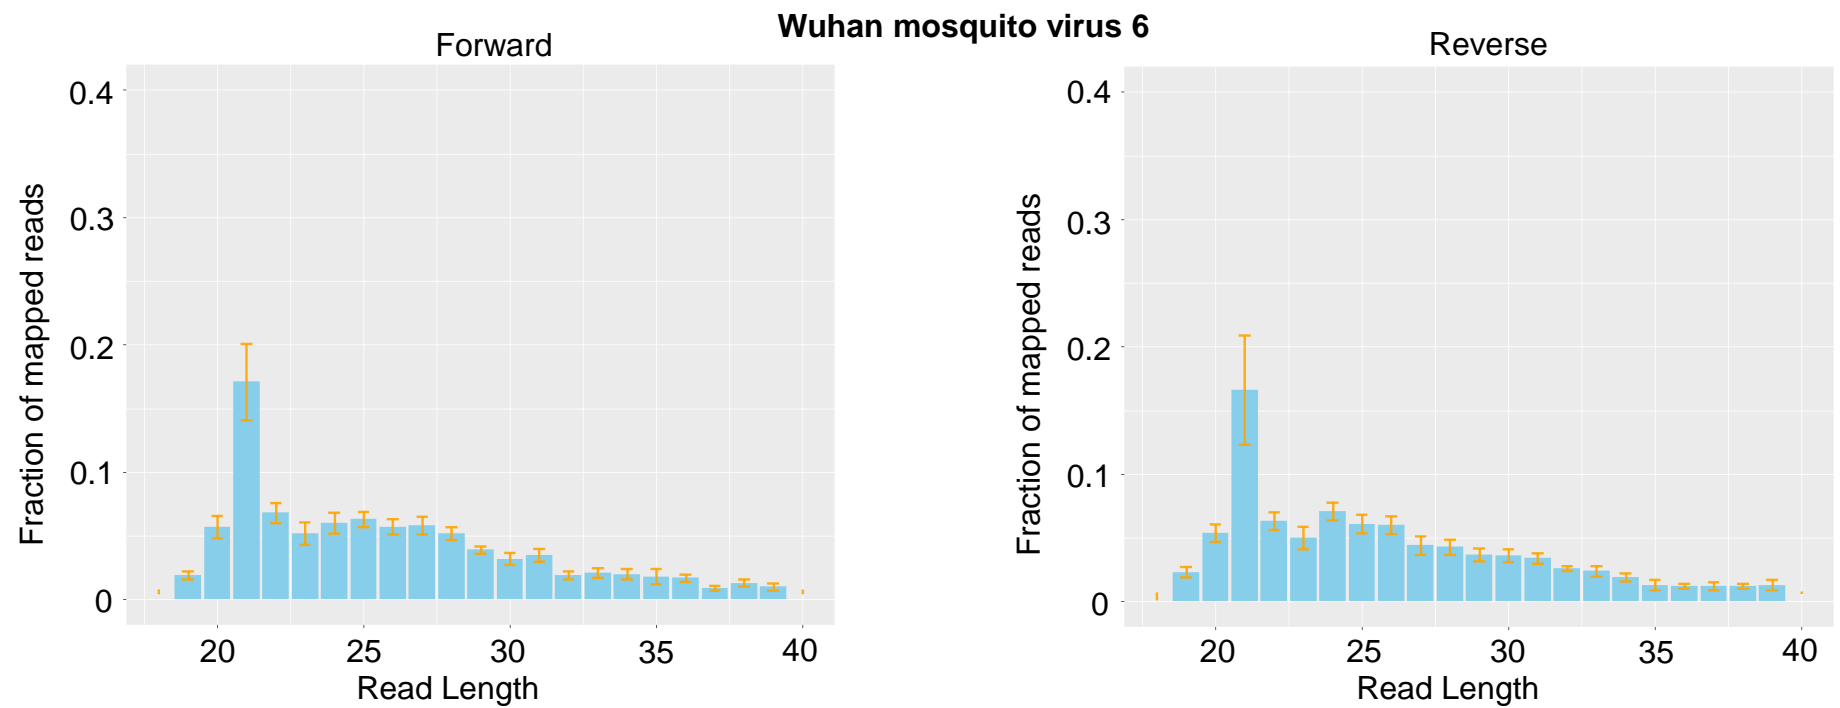 Wuhan mosquito virus 6
Forward
Fraction of mapped reads
0.4
0.3
0.2
0.1
0
20 25 30 35 40
Read Length
Reverse
Fraction of mapped reads
0.4
0.3
0.2
0.1
0
20 25 30 35 40
Read Length